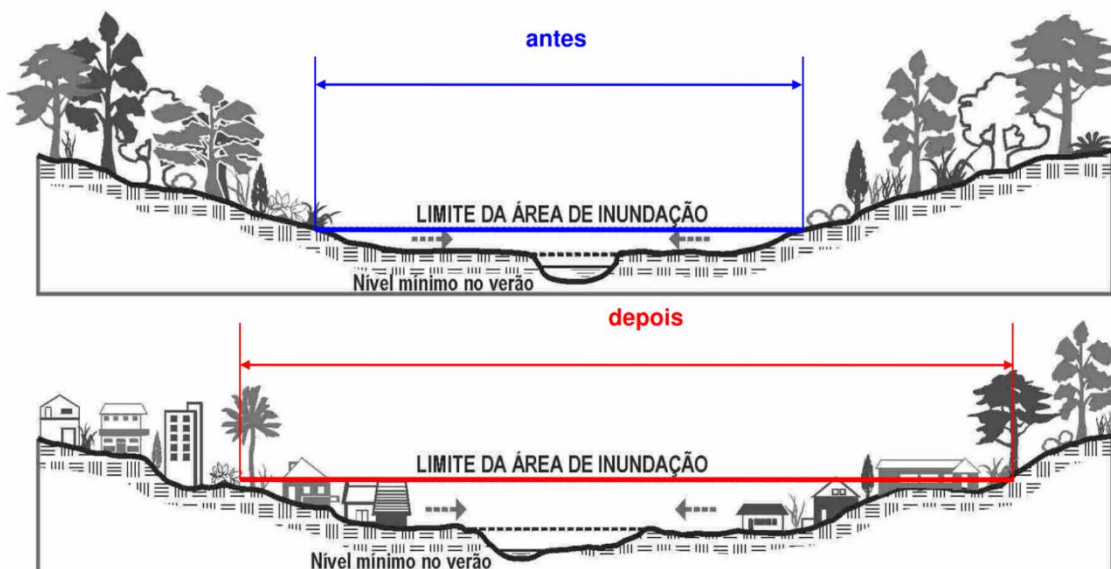 antes
LIMITE DA ÁREA DE INUNDAÇÃO
Nível mínimo no verão
depois
LIMITE DA ÁREA DE INUNDAÇÃO
Nível mínimo no verão